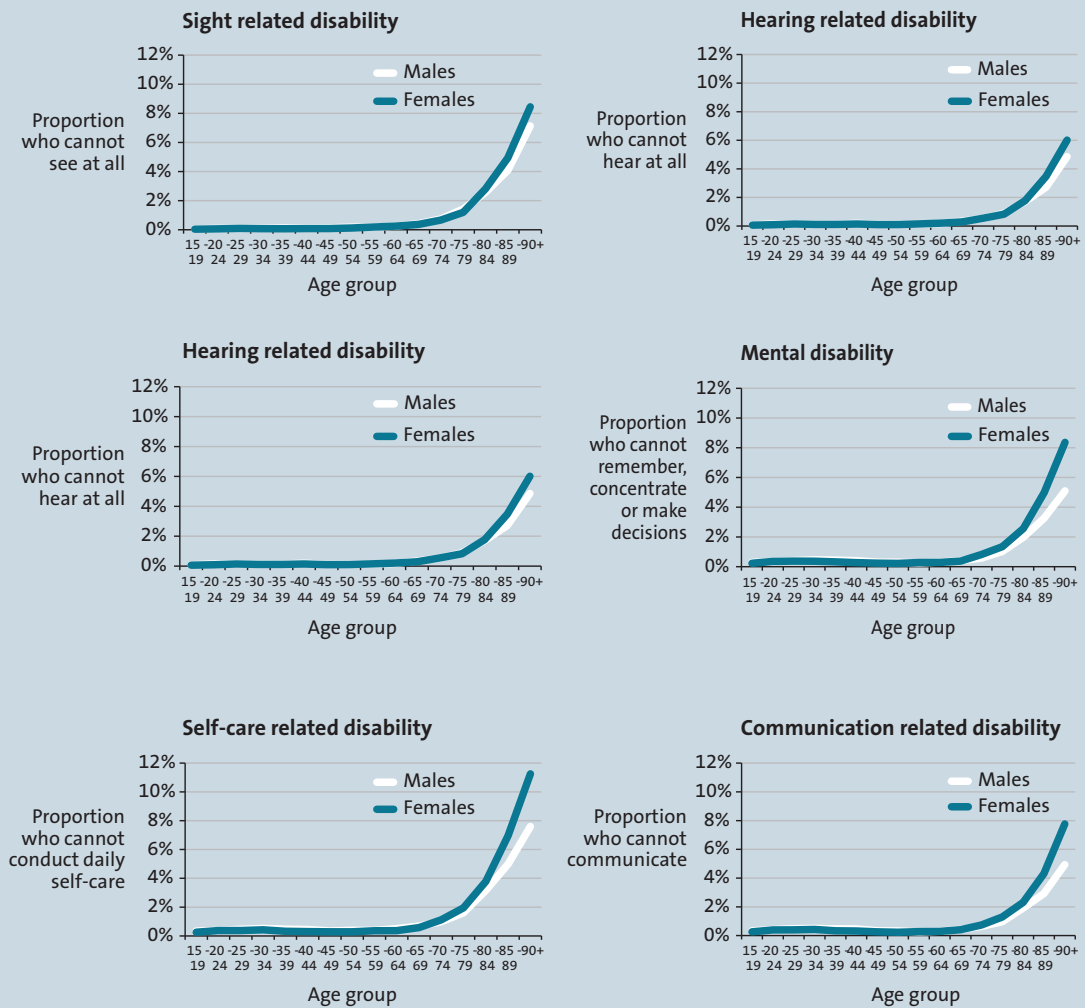 Sight related disability
12%
10%
8%
6%
4%
2%
0%
Proportion
who cannot
see at all
Males
Females
15 -20 -25 -30 -35 -40 -45 -50 -55 -60 -65 -70 -75 -80 -85 -90+
19 24 29 34 39 44 49 54 59 64 69 74 79 84 89
Age group
Hearing related disability
12%
10%
8%
6%
4%
2%
0%
Proportion
who cannot
hear at all
Males
Females
15 -20 -25 -30 -35 -40 -45 -50 -55 -60 -65 -70 -75 -80 -85 -90+
19 24 29 34 39 44 49 54 59 64 69 74 79 84 89
Age group
Hearing related disability
12%
10%
8%
6%
4%
2%
0%
Proportion
who cannot
hear at all
Males
Females
15 -20 -25 -30 -35 -40 -45 -50 -55 -60 -65 -70 -75 -80 -85 -90+
19 24 29 34 39 44 49 54 59 64 69 74 79 84 89
Age group
Mental disability
12%
10%
8%
6%
4%
2%
0%
Proportion
who cannot
remember,
concentrate
or make
decisions
Males
Females
15 -20 -25 -30 -35 -40 -45 -50 -55 -60 -65 -70 -75 -80 -85 -90+
19 24 29 34 39 44 49 54 59 64 69 74 79 84 89
Age group
Self-care related disability
12%
10%
8%
6%
4%
2%
0%
Proportion
who cannot
conduct daily
self-care
Males
Females
15 -20 -25 -30 -35 -40 -45 -50 -55 -60 -65 -70 -75 -80 -85 -90+
19 24 29 34 39 44 49 54 59 64 69 74 79 84 89
Age group
Communication related disability
12%
10%
8%
6%
4%
2%
0%
Proportion
who cannot
communicate
Males
Females
15 -20 -25 -30 -35 -40 -45 -50 -55 -60 -65 -70 -75 -80 -85 -90+
19 24 29 34 39 44 49 54 59 64 69 74 79 84 89
Age group